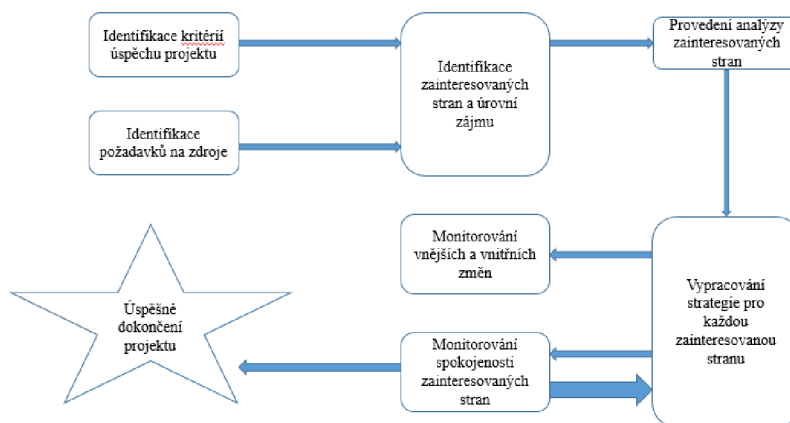 Identifikace kritérií
úspěchu projektu
Identifikace
zainteresovaných
stran a úrovní
zájmu
Provedení analýzy
zainteresovaných
stran
Identifikace
požadavků na zdroje
Monitorování
vnějších a vnitřních
změn
Vypracování
strategie pro
každou
zainteresovanou
stranu
Úspěšné
dokončení
projektu
Monitorování
spokojenosti
zainteresovaných
stran